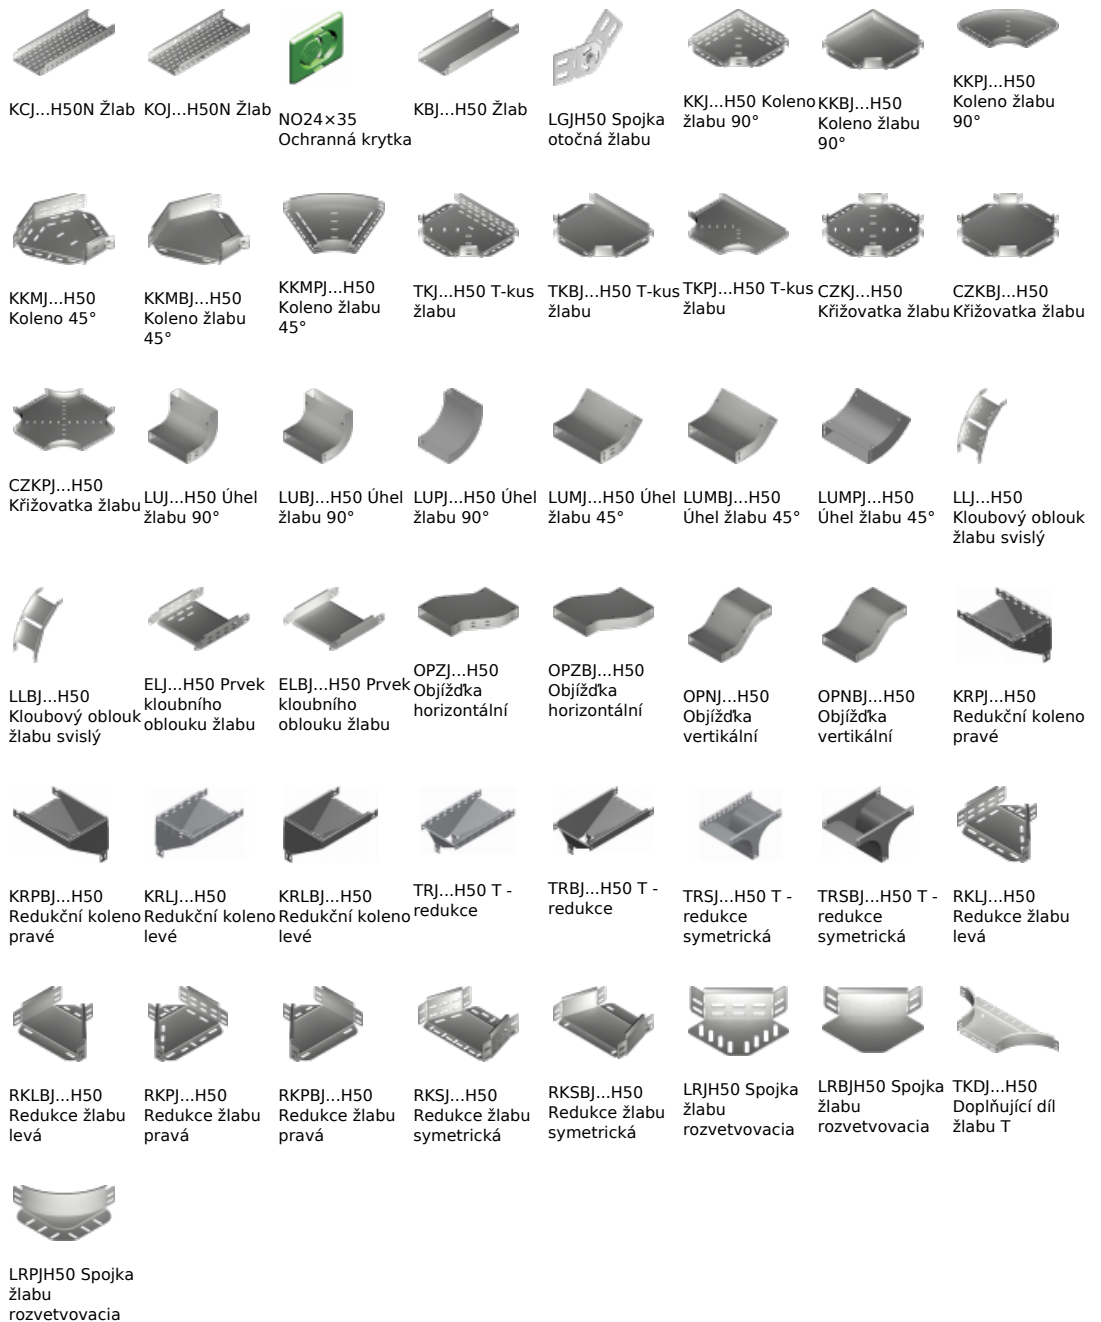 KCJ...H50N Žlab
KOJ...H50N Žlab
NO24×35
Ochranná krytka
KBJ...H50 Žlab
LGJH50 Spojka
otočná žlabu
KKJ...H50 Koleno
žlabu 90°
KKBJ...H50
Koleno žlabu
90°
KKPJ...H50
Koleno žlabu
90°
KKMJ...H50
Koleno 45°
KKMBJ...H50
Koleno žlabu
45°
KKMPJ...H50
Koleno žlabu
45°
TKJ...H50 T-kus
žlabu
TKBJ...H50 T-kus
žlabu
TKPJ...H50 T-kus
žlabu
CZKJ...H50
Křižovatka žlabu
CZKBJ...H50
Křižovatka žlabu
CZKPJ...H50
Křižovatka žlabu
LUJ...H50 Úhel
žlabu 90°
LUBJ...H50 Úhel
žlabu 90°
LUPJ...H50 Úhel
žlabu 90°
LUMJ...H50 Úhel
žlabu 45°
LUMBJ...H50
Úhel žlabu 45°
LUMPJ...H50
Úhel žlabu 45°
LLJ...H50
Kloubový oblouk
žlabu svislý
LLBJ...H50
Kloubový oblouk
žlabu svislý
ELJ...H50 Prvek
kloubního
oblouku žlabu
ELBJ...H50 Prvek
kloubního
oblouku žlabu
OPZJ...H50
Objížďka
horizontální
OPZBJ...H50
Objížďka
horizontální
OPNJ...H50
Objížďka
vertikální
OPNBJ...H50
Objížďka
vertikální
KRPJ...H50
Redukční koleno
pravé
KRPBJ...H50
Redukční koleno
pravé
KRLJ...H50
Redukční koleno
levé
KRLBJ...H50
Redukční koleno
levé
TRJ...H50 T -
redukce
TRBJ...H50 T -
redukce
TRSJ...H50 T -
redukce
symetrická
TRSBJ...H50 T -
redukce
symetrická
RKLJ...H50
Redukce žlabu
levá
RKLBJ...H50
Redukce žlabu
levá
RKPJ...H50
Redukce žlabu
pravá
RKPBJ...H50
Redukce žlabu
pravá
RKSJ...H50
Redukce žlabu
symetrická
RKSBJ...H50
Redukce žlabu
symetrická
LRJH50 Spojka
žlabu
rozvetvovacia
LRBJH50 Spojka
žlabu
rozvetvovacia
TKDJ...H50
Doplňující díl
žlabu T
LRPJH50 Spojka
žlabu
rozvetvovacia